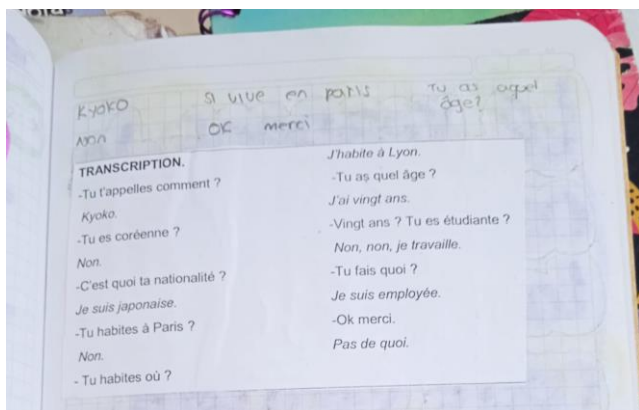 Kyoko
si vive en paris
Tu as aquel
âge?
Non
OK merci
TRANSCRIPTION.
-Tu t'appelles comment ?
Kyoko.
-Tu es coréenne ?
Non.
-C'est quoi ta nationalité ?
Je suis japonaise.
-Tu habites à Paris ?
Non.
- Tu habites où ?
J'habite à Lyon.
-Tu as quel âge ?
J'ai vingt ans.
-Vingt ans ? Tu es étudiante ?
Non, non, je travaille.
-Tu fais quoi ?
Je suis employée.
-Ok merci.
Pas de quoi.